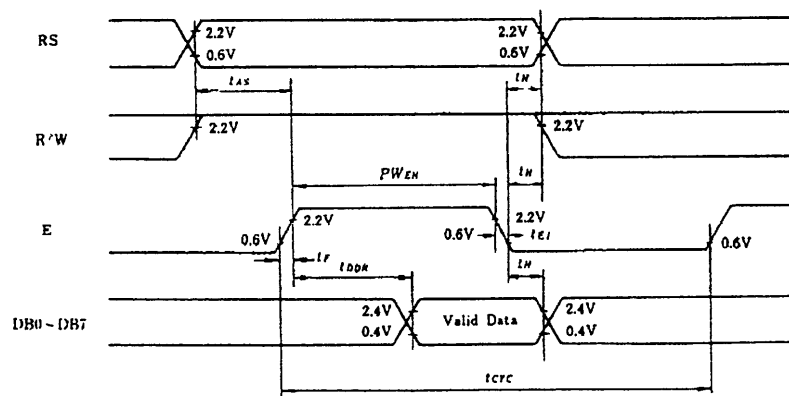 RS
2.2V
0.6V
2.2V
0.6V
tAS
tH
R/W
2.2V
2.2V
PWEH
tH
E
0.6V
2.2V
0.6V
2.2V
tEf
0.6V
tF
tDDR
tH
DB0~DB7
2.4V
0.4V
Valid Data
2.4V
0.4V
tCYC